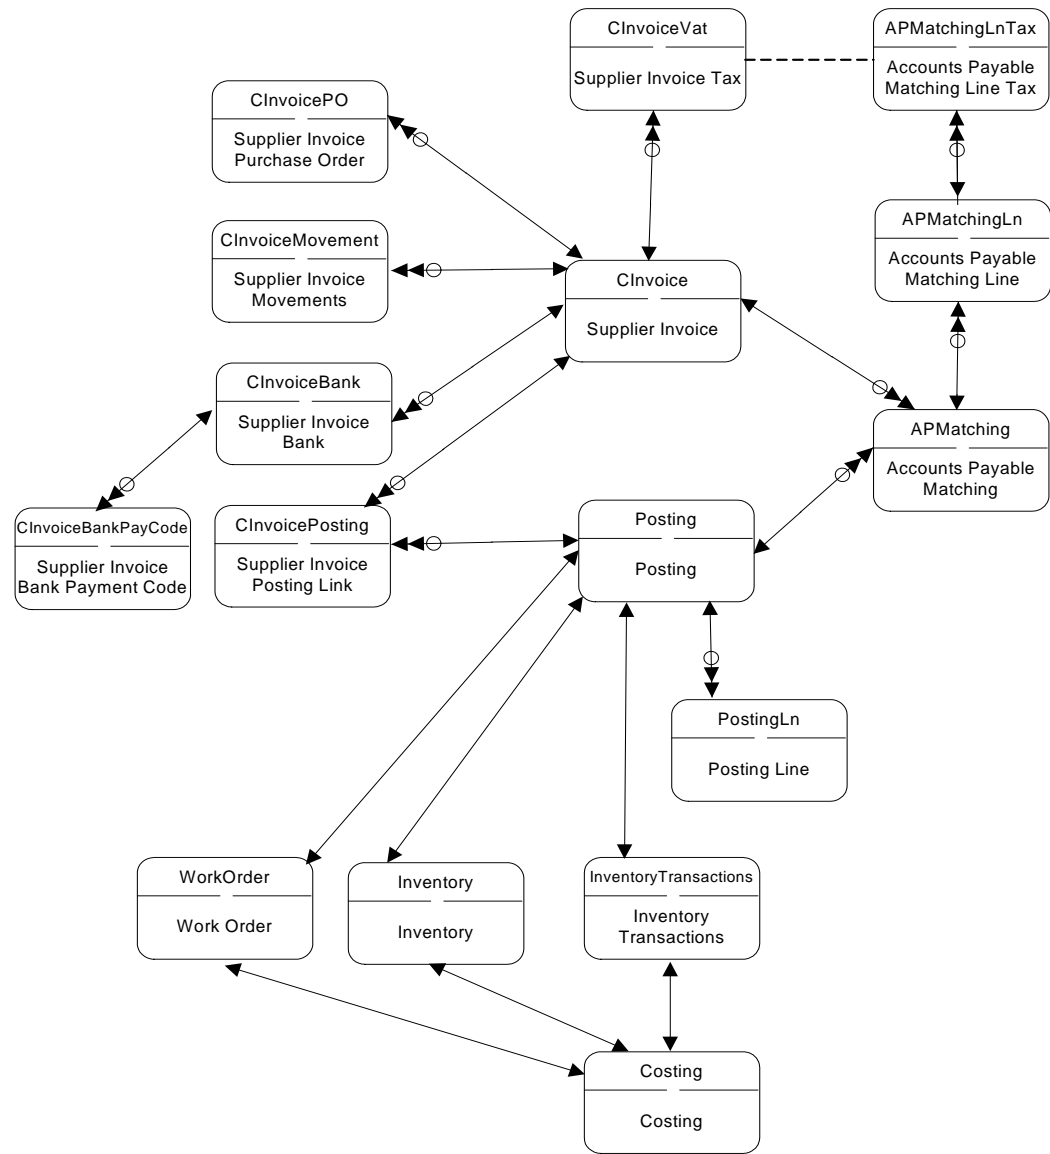 CInvoiceVat
Supplier Invoice Tax
APMatchingLnTax
Accounts Payable
Matching Line Tax
CInvoicePO
Supplier Invoice
Purchase Order
APMatchingLn
Accounts Payable
Matching Line
CInvoiceMovement
Supplier Invoice
Movements
CInvoice
Supplier Invoice
CInvoiceBank
Supplier Invoice
Bank
APMatching
Accounts Payable
Matching
CInvoiceBankPayCode
Supplier Invoice
Bank Payment Code
CInvoicePosting
Supplier Invoice
Posting Link
Posting
Posting
PostingLn
Posting Line
WorkOrder
Work Order
Inventory
Inventory
InventoryTransactions
Inventory
Transactions
Costing
Costing